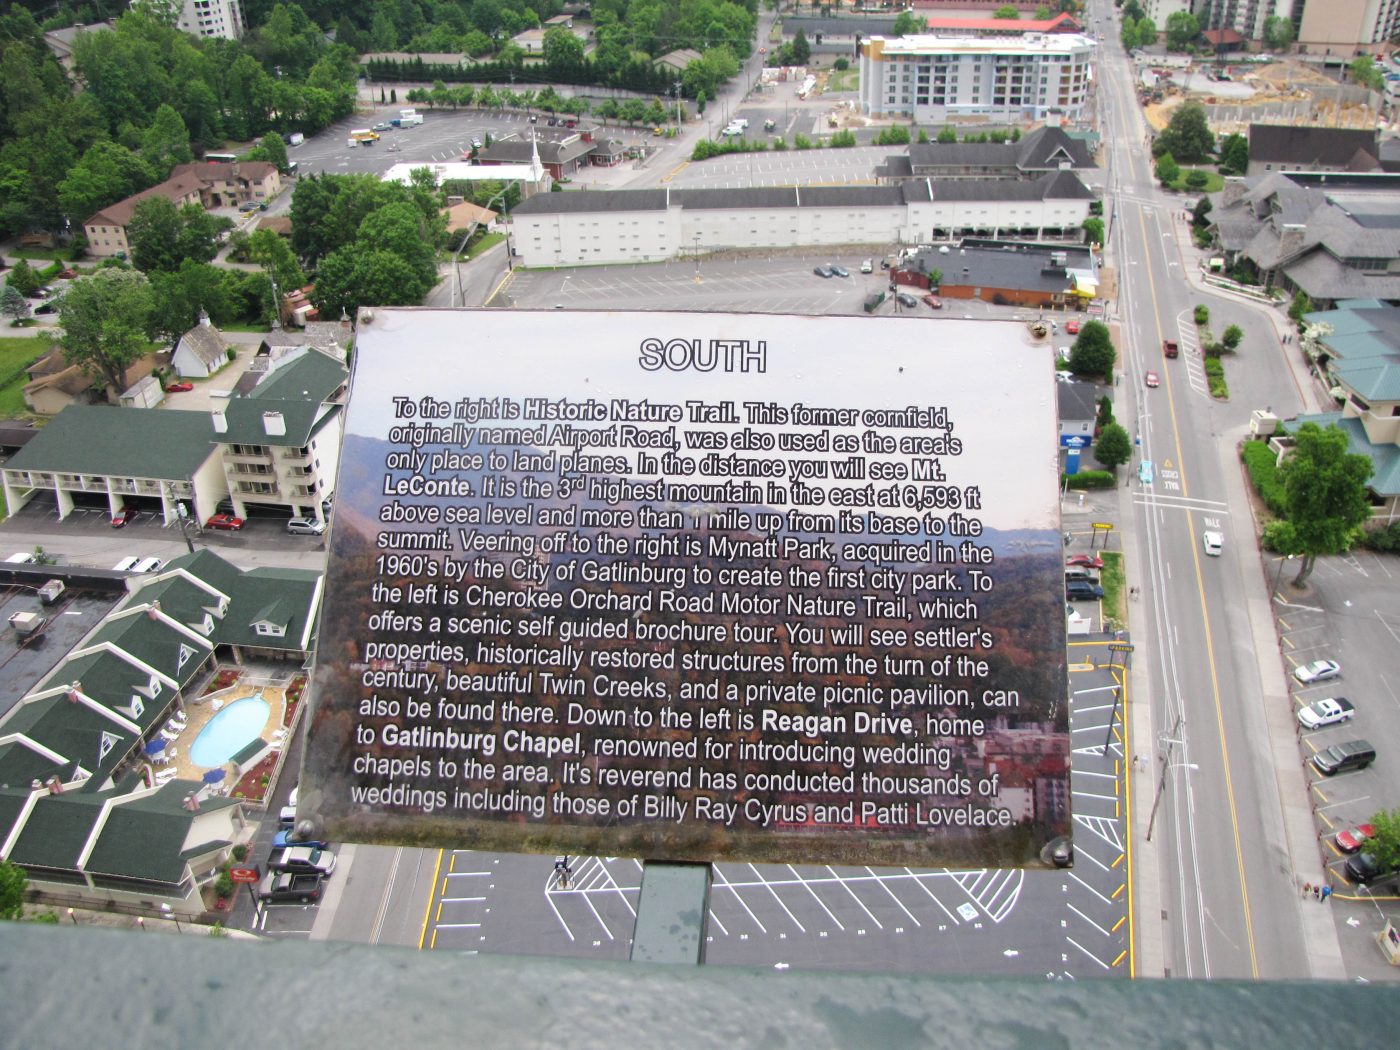 SOUTH
To the right is Historic Nature Trail. This former cornfield,
originally named Airport Road, was also used as the area's
only place to land planes. In the distance you will see Mt.
LeConte. It is the 3rd highest mountain in the east at 6,593 ft
above sea level and more than 1 mile up from its base to the
summit. Veering off to the right is Mynatt Park, acquired in the
1960's by the City of Gatlinburg to create the first city park. To
the left is Cherokee Orchard Road Motor Nature Trail, which
offers a scenic self guided brochure tour. You will see settler's
properties, historically restored structures from the turn of the
century, beautiful Twin Creeks, and a private picnic pavilion, can
also be found there. Down to the left is Reagan Drive, home
to Gatlinburg Chapel, renowned for introducing wedding
chapels to the area. It's reverend has conducted thousands of
weddings including those of Billy Ray Cyrus and Patti Lovelace.